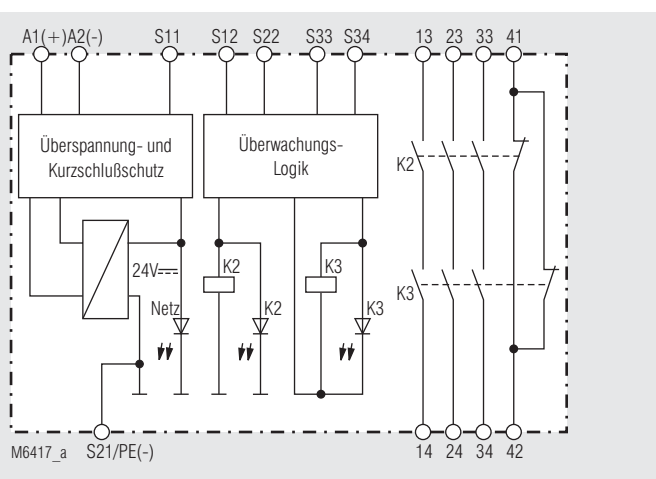 A1(+) A2(-) S11 S12 S22 S33 S34 13 23 33 41
Überspannung- und
Kurzschlußschutz
Überwachungs-
Logik
K2
24V
K2
K3
Netz
K2
K3
K3
M6417_a S21/PE(-) 14 24 34 42